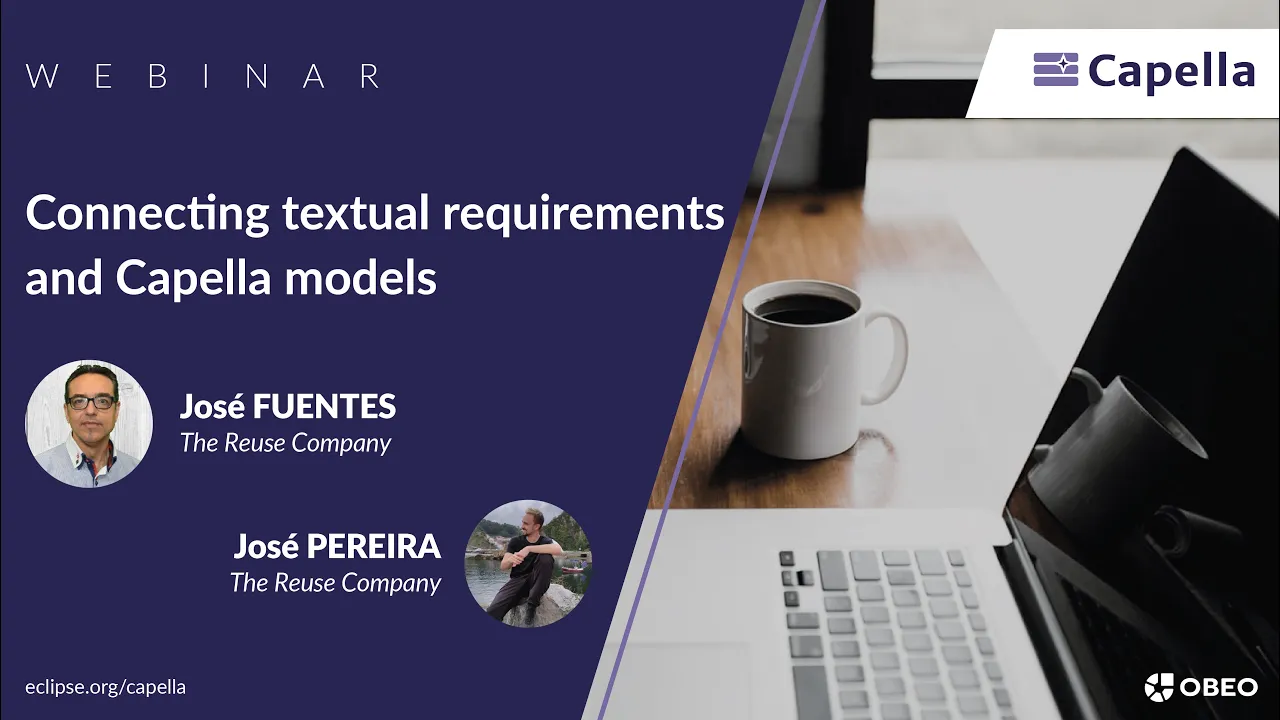 WEBINAR
Capella
Connecting textual requirements
and Capella models
José FUENTES
The Reuse Company
José PEREIRA
The Reuse Company
eclipse.org/capella
OBEO